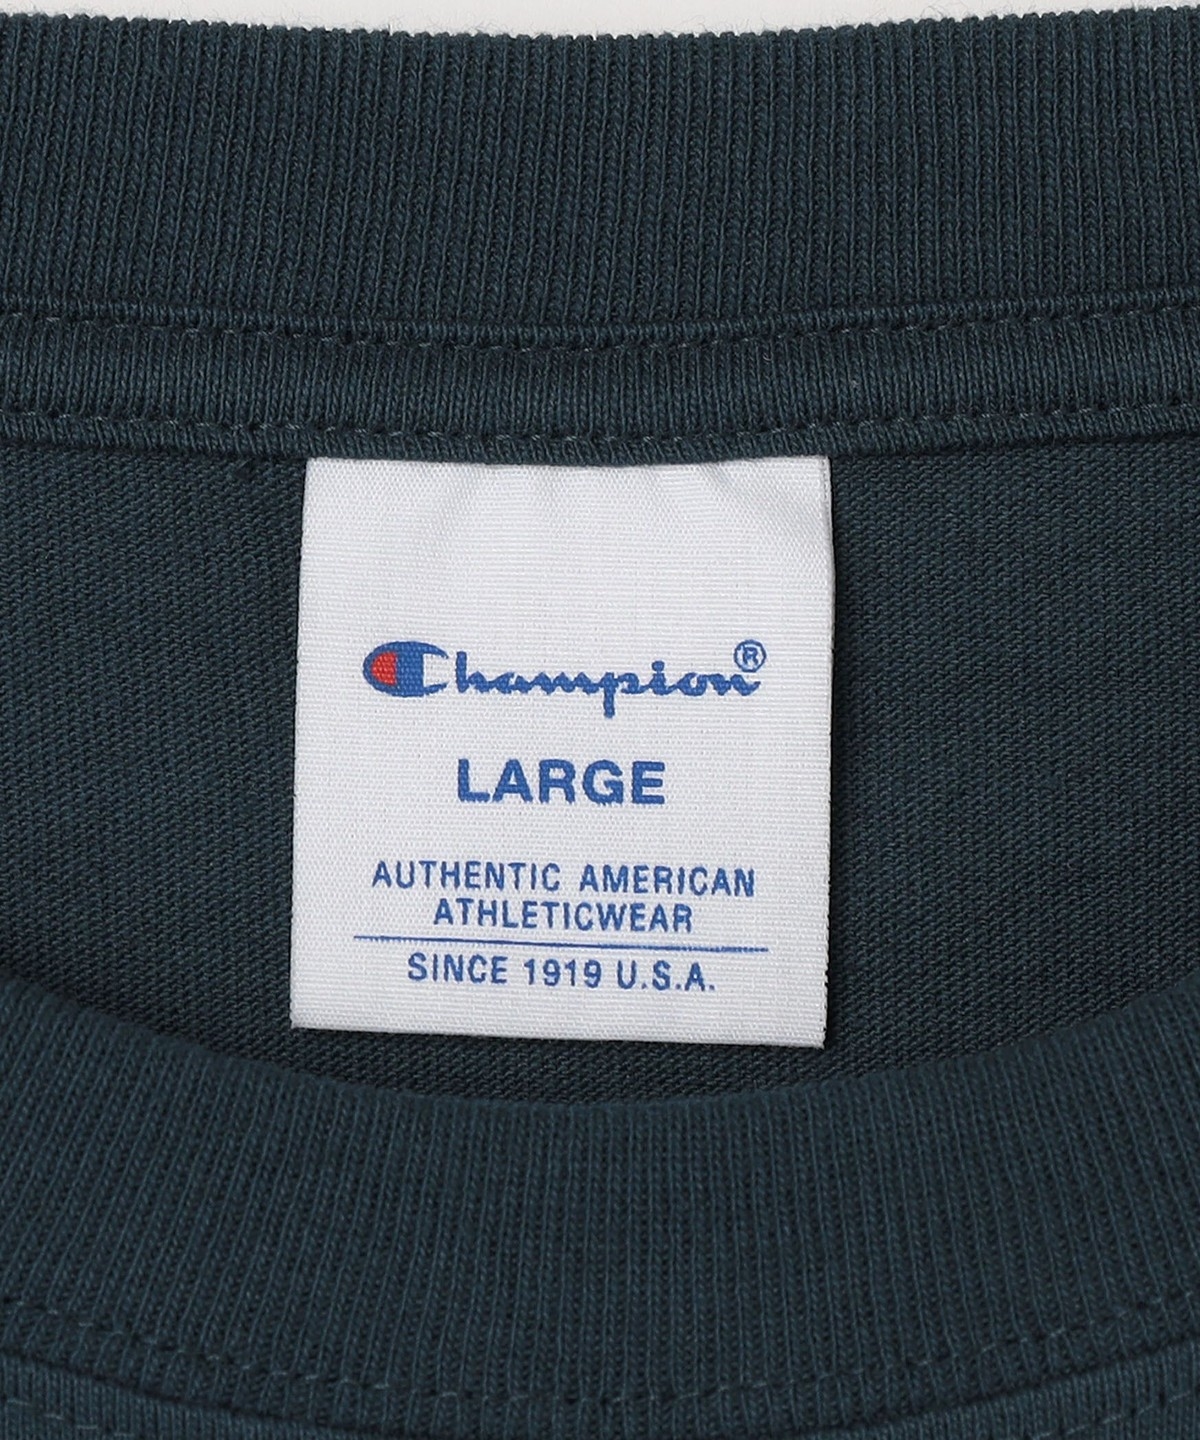 Champion®
LARGE
AUTHENTIC AMERICAN
ATHLETICWEAR
SINCE 1919 U.S.A.